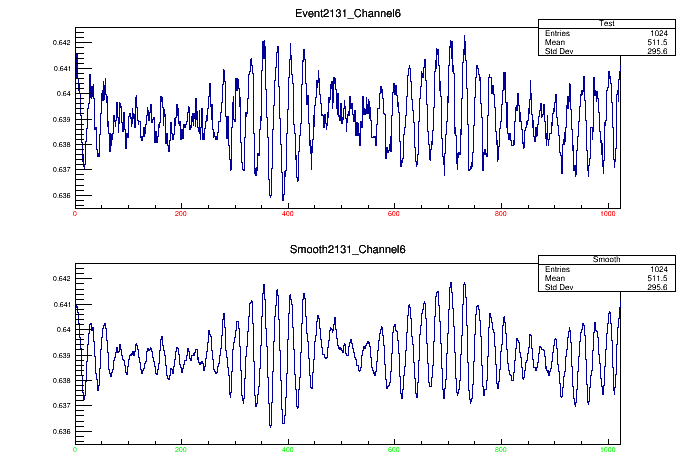 Event2131_Channel6
Test
Entries 1024
Mean 511.5
Std Dev 295.6
0.642
0.641
0.64
0.639
0.638
0.637
0.636
0 200 400 600 800 1000
Smooth2131_Channel6
Smooth
Entries 1024
Mean 511.5
Std Dev 295.6
0.642
0.641
0.64
0.639
0.638
0.637
0.636
0 200 400 600 800 1000